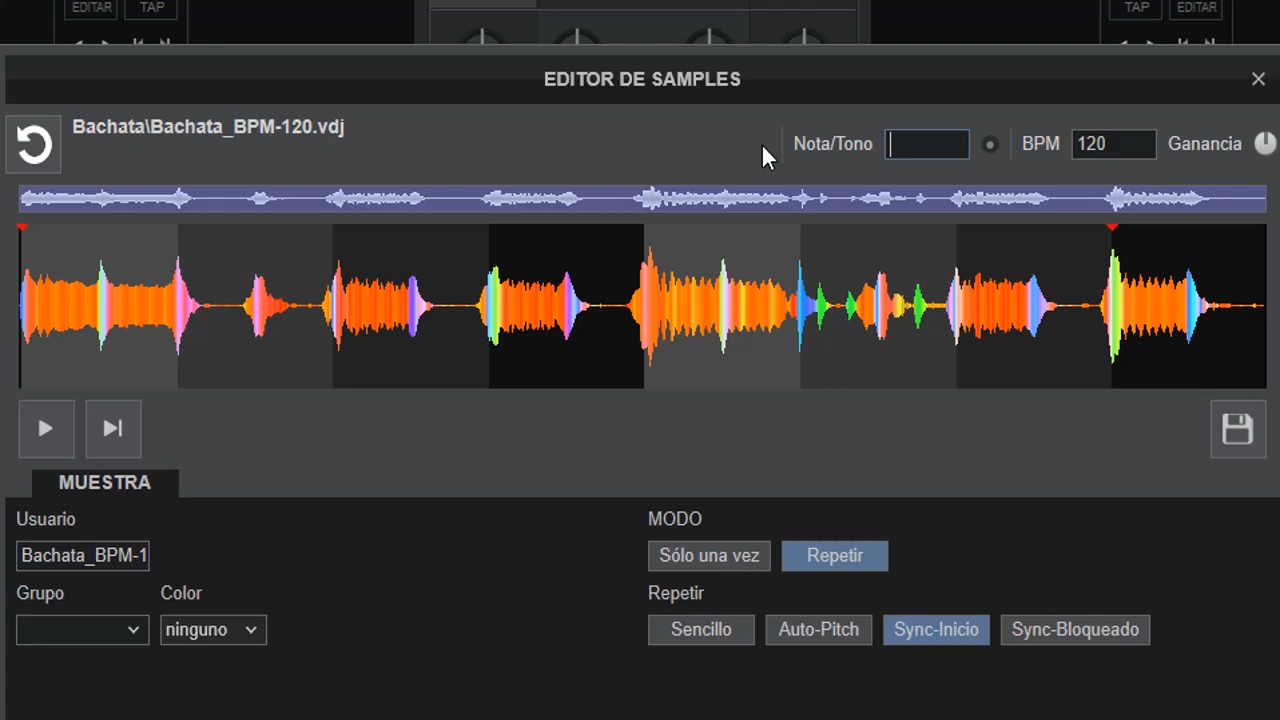 EDITAR TAP TAP EDITAR
EDITOR DE SAMPLES
Bachata\Bachata_BPM-120.vdj
Nota/Tono BPM 120 Ganancia
MUESTRA
Usuario
Bachata_BPM-1
Grupo Color
ninguno
MODO
Sólo una vez Repetir
Repetir
Sencillo Auto-Pitch Sync-Inicio Sync-Bloqueado